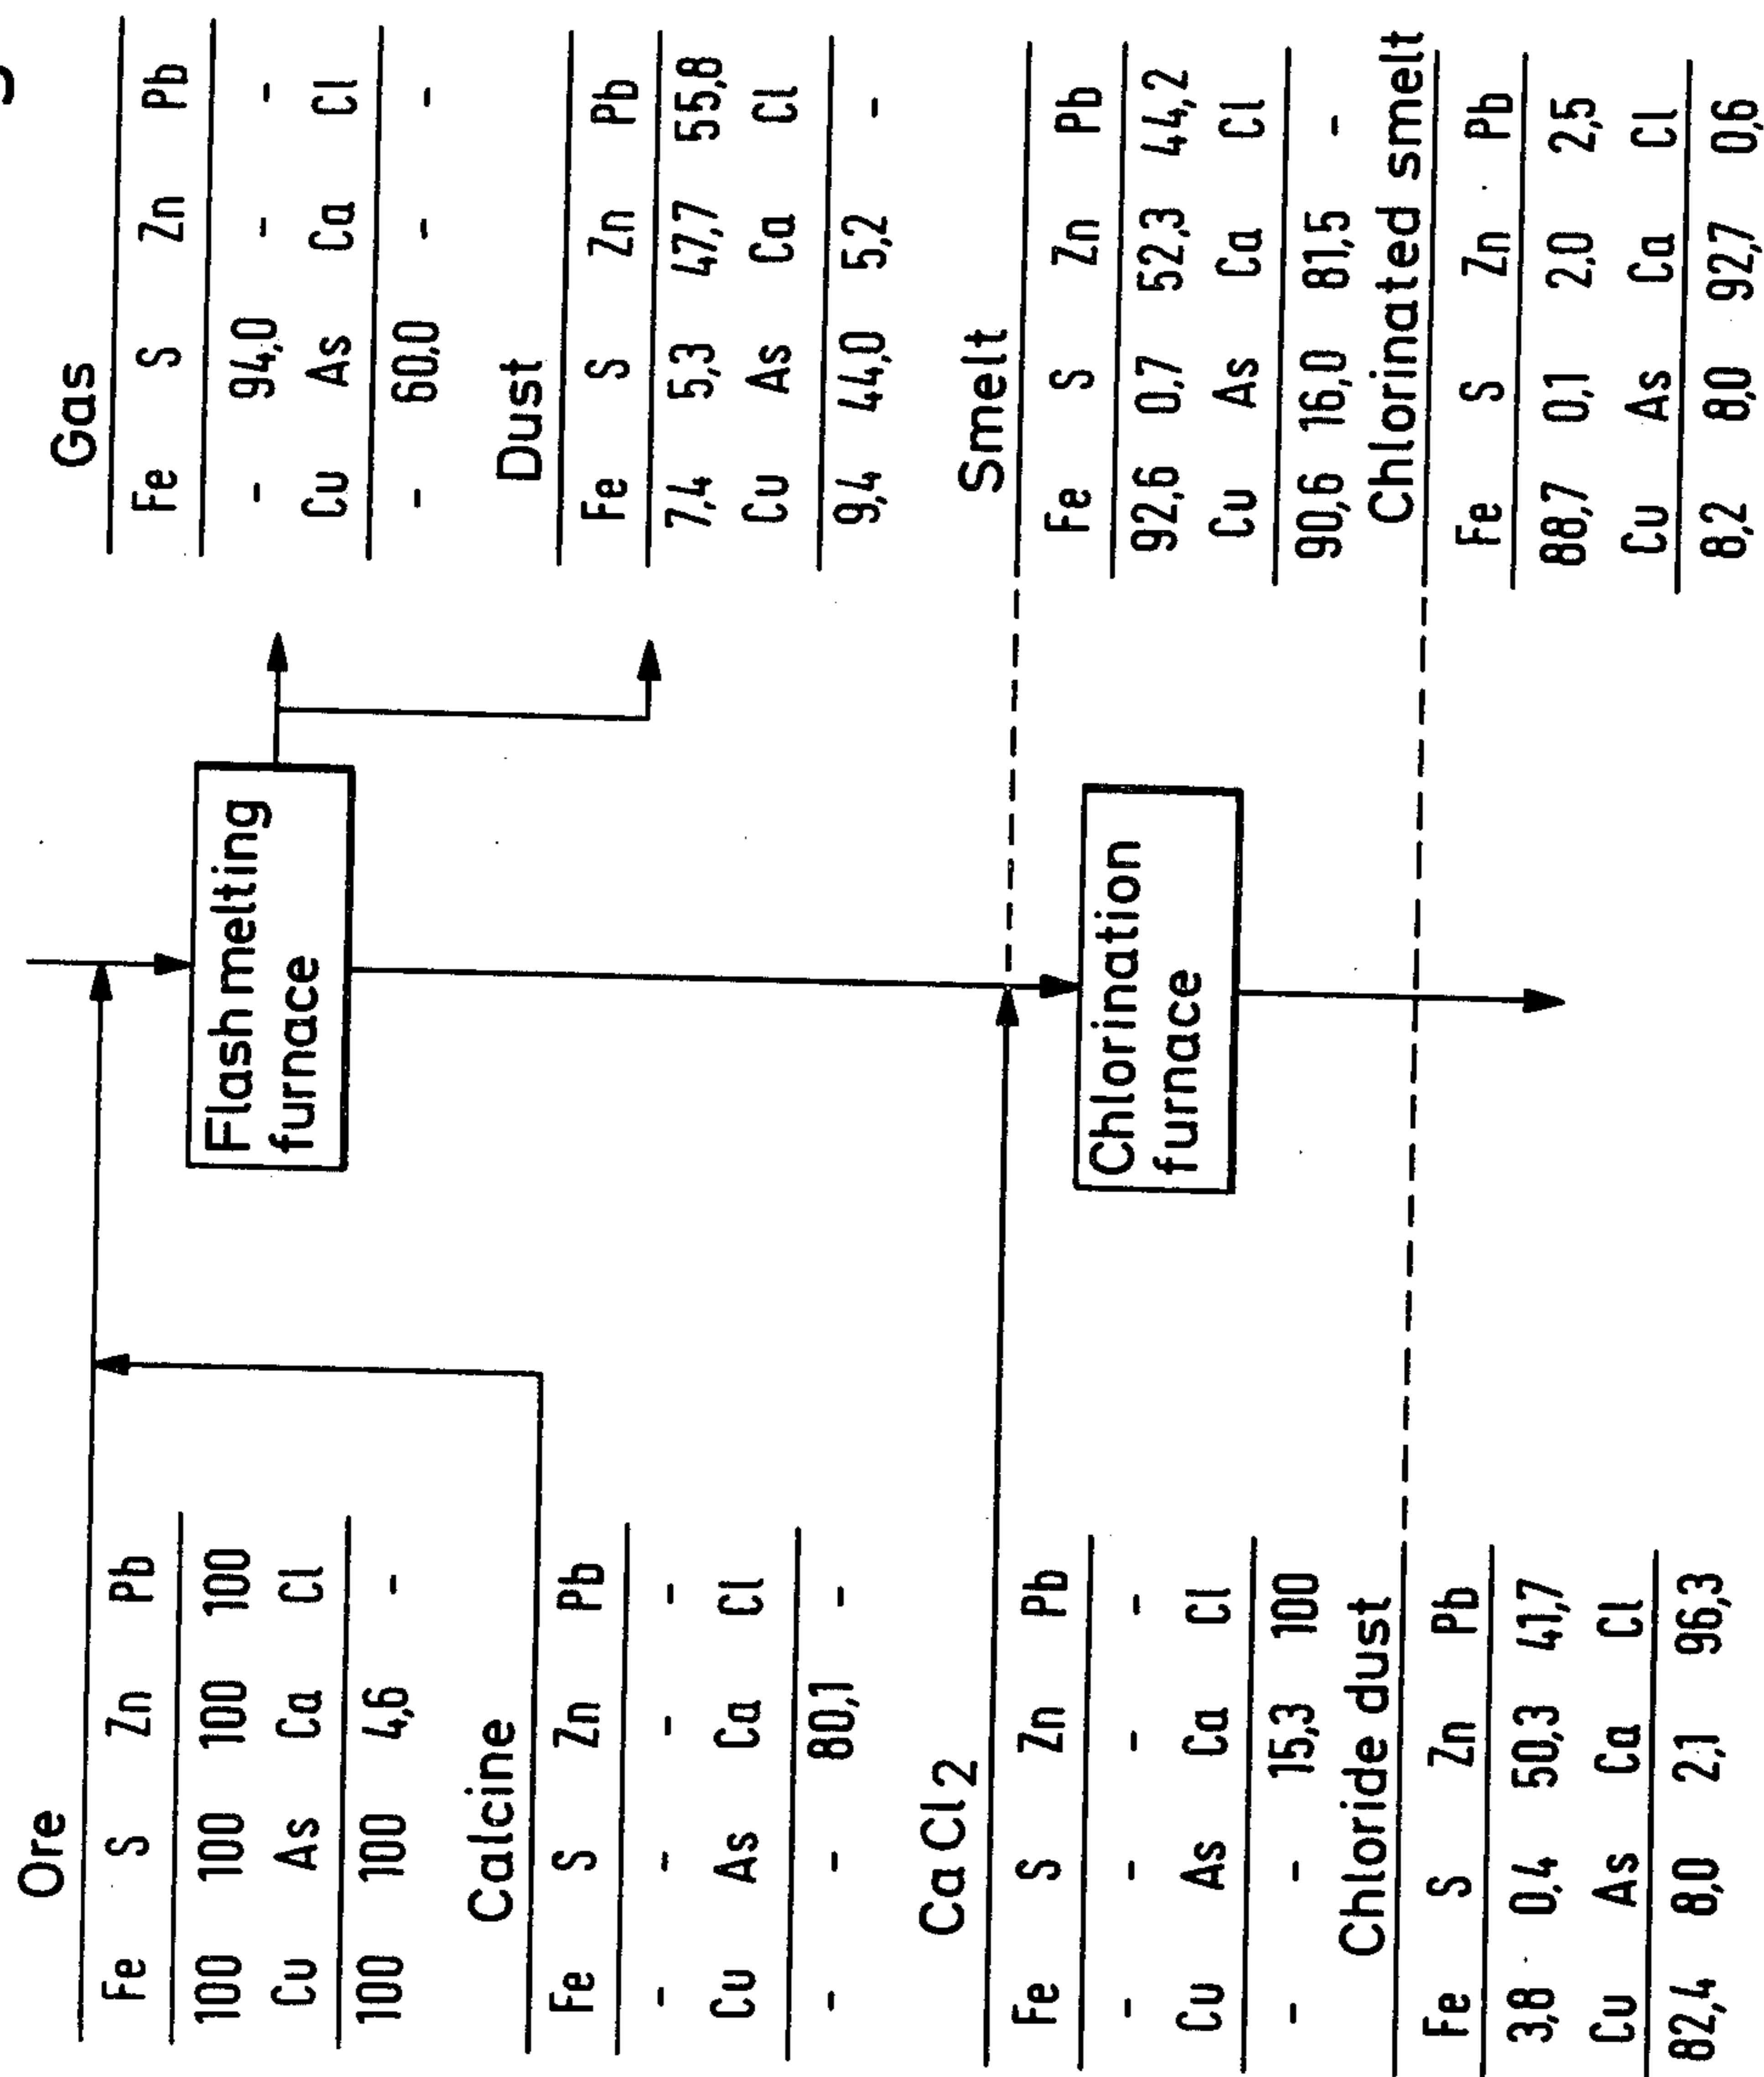 Ore
Fe S Zn Pb
100 100 100 100
Cu As Ca Cl
100 100 4,6 -
Calcine
Fe S Zn Pb
- - - -
Cu As Ca Cl
- - 80,1 -
Ca Cl2
Fe S Zn Pb
- - - -
Cu As Ca Cl
- - 15,3 100
Chloride dust
Fe S Zn Pb
3,8 0,4 50,3 41,7
Cu As Ca Cl
82,4 8,0 2,1 96,3
Flash melting
furnace
Chlorination
furnace
Gas
Fe S Zn Pb
- 94,0 - -
Cu As Ca Cl
- 60,0 - -
Dust
Fe S Zn Pb
7,4 5,3 47,7 55,8
Cu As Ca Cl
9,4 44,0 5,2 -
Smelt
Fe S Zn Pb
92,6 0,7 52,3 44,2
Cu As Ca Cl
90,6 16,0 81,5 -
Chlorinated smelt
Fe S Zn Pb
88,7 0,1 2,0 2,5
Cu As Ca Cl
8,2 8,0 92,7 0,6